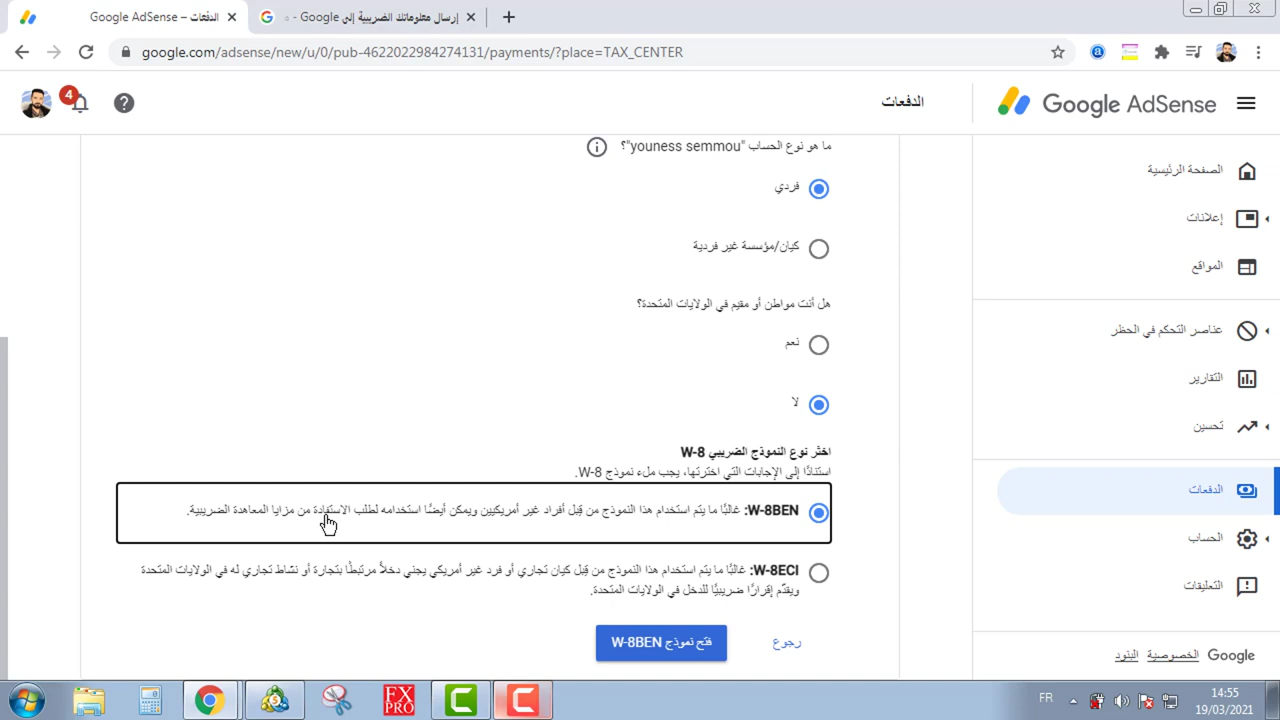 الدفعات – Google AdSense
إرسال معلوماتك الضريبية إلى Google - ه
google.com/adsense/new/u/0/pub-4622022984274131/payments/?place=TAX_CENTER
4
الدفعات
Google AdSense
ما هو نوع الحساب "youness semmou"؟
فردي
كيان/مؤسسة غير فردية
هل أنت مواطن أو مقيم في الولايات المتحدة؟
نعم
لا
اختَر نوع النموذج الضريبي W-8
استنادًا إلى الإجابات التي اخترتها، يجب ملء نموذج W-8.
W-8BEN: غالبًا ما يتم استخدام هذا النموذج من قِبل أفراد غير أمريكيين ويمكن أيضًا استخدامه لطلب الاستفادة من مزايا المعاهدة الضريبية.
W-8ECI: غالبًا ما يتم استخدام هذا النموذج من قِبل كيان تجاري أو فرد غير أمريكي يجني دخلاً مرتبطًا بتجارة أو نشاط تجاري له في الولايات المتحدة
ويقدّم إقرارًا ضريبيًا للدخل في الولايات المتحدة.
رجوع
فتح نموذج W-8BEN
الصفحة الرئيسية
إعلانات
المواقع
عناصر التحكم في الحظر
التقارير
تحسين
الدفعات
الحساب
التعليقات
Google الخصوصية البنود
FX
PRO
FR
14:55
19/03/2021